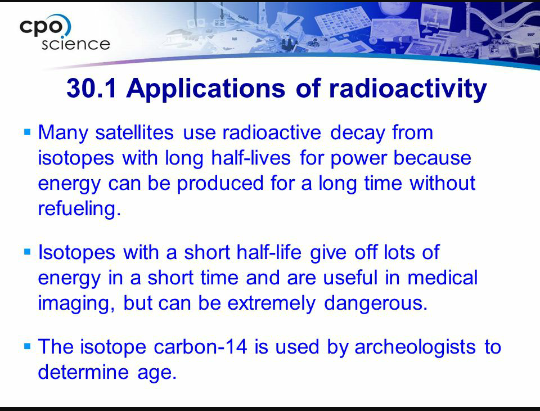 cpo
science
30.1 Applications of radioactivity
Many satellites use radioactive decay from
isotopes with long half-lives for power because
energy can be produced for a long time without
refueling.
Isotopes with a short half-life give off lots of
energy in a short time and are useful in medical
imaging, but can be extremely dangerous.
The isotope carbon-14 is used by archeologists to
determine age.